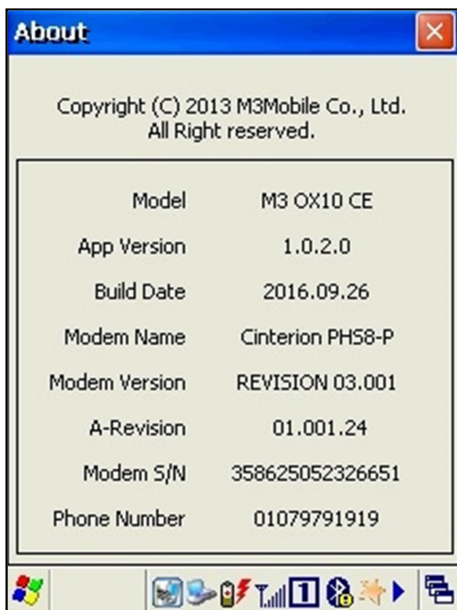 About
Copyright (C) 2013 M3Mobile Co., Ltd.
All Right reserved.
Model M3 OX10 CE
App Version 1.0.2.0
Build Date 2016.09.26
Modem Name Cinterion PHS8-P
Modem Version REVISION 03.001
A-Revision 01.001.24
Modem S/N 358625052326651
Phone Number 01079791919
1